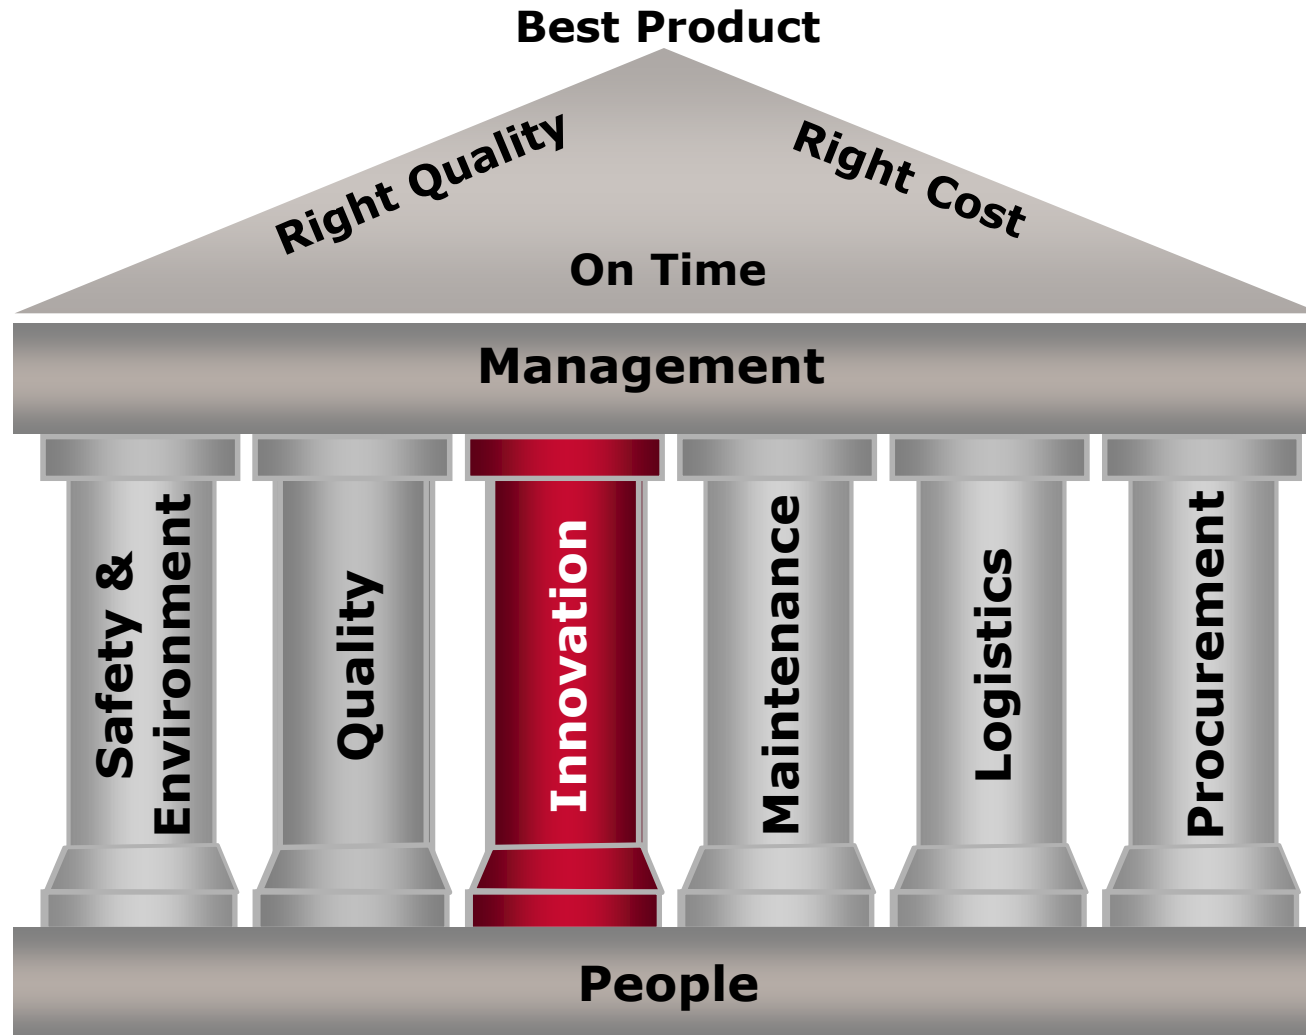 Best Product
Right Quality
Right Cost
On Time
Management
Safety &
Environment
Quality
Innovation
Maintenance
Logistics
Procurement
People